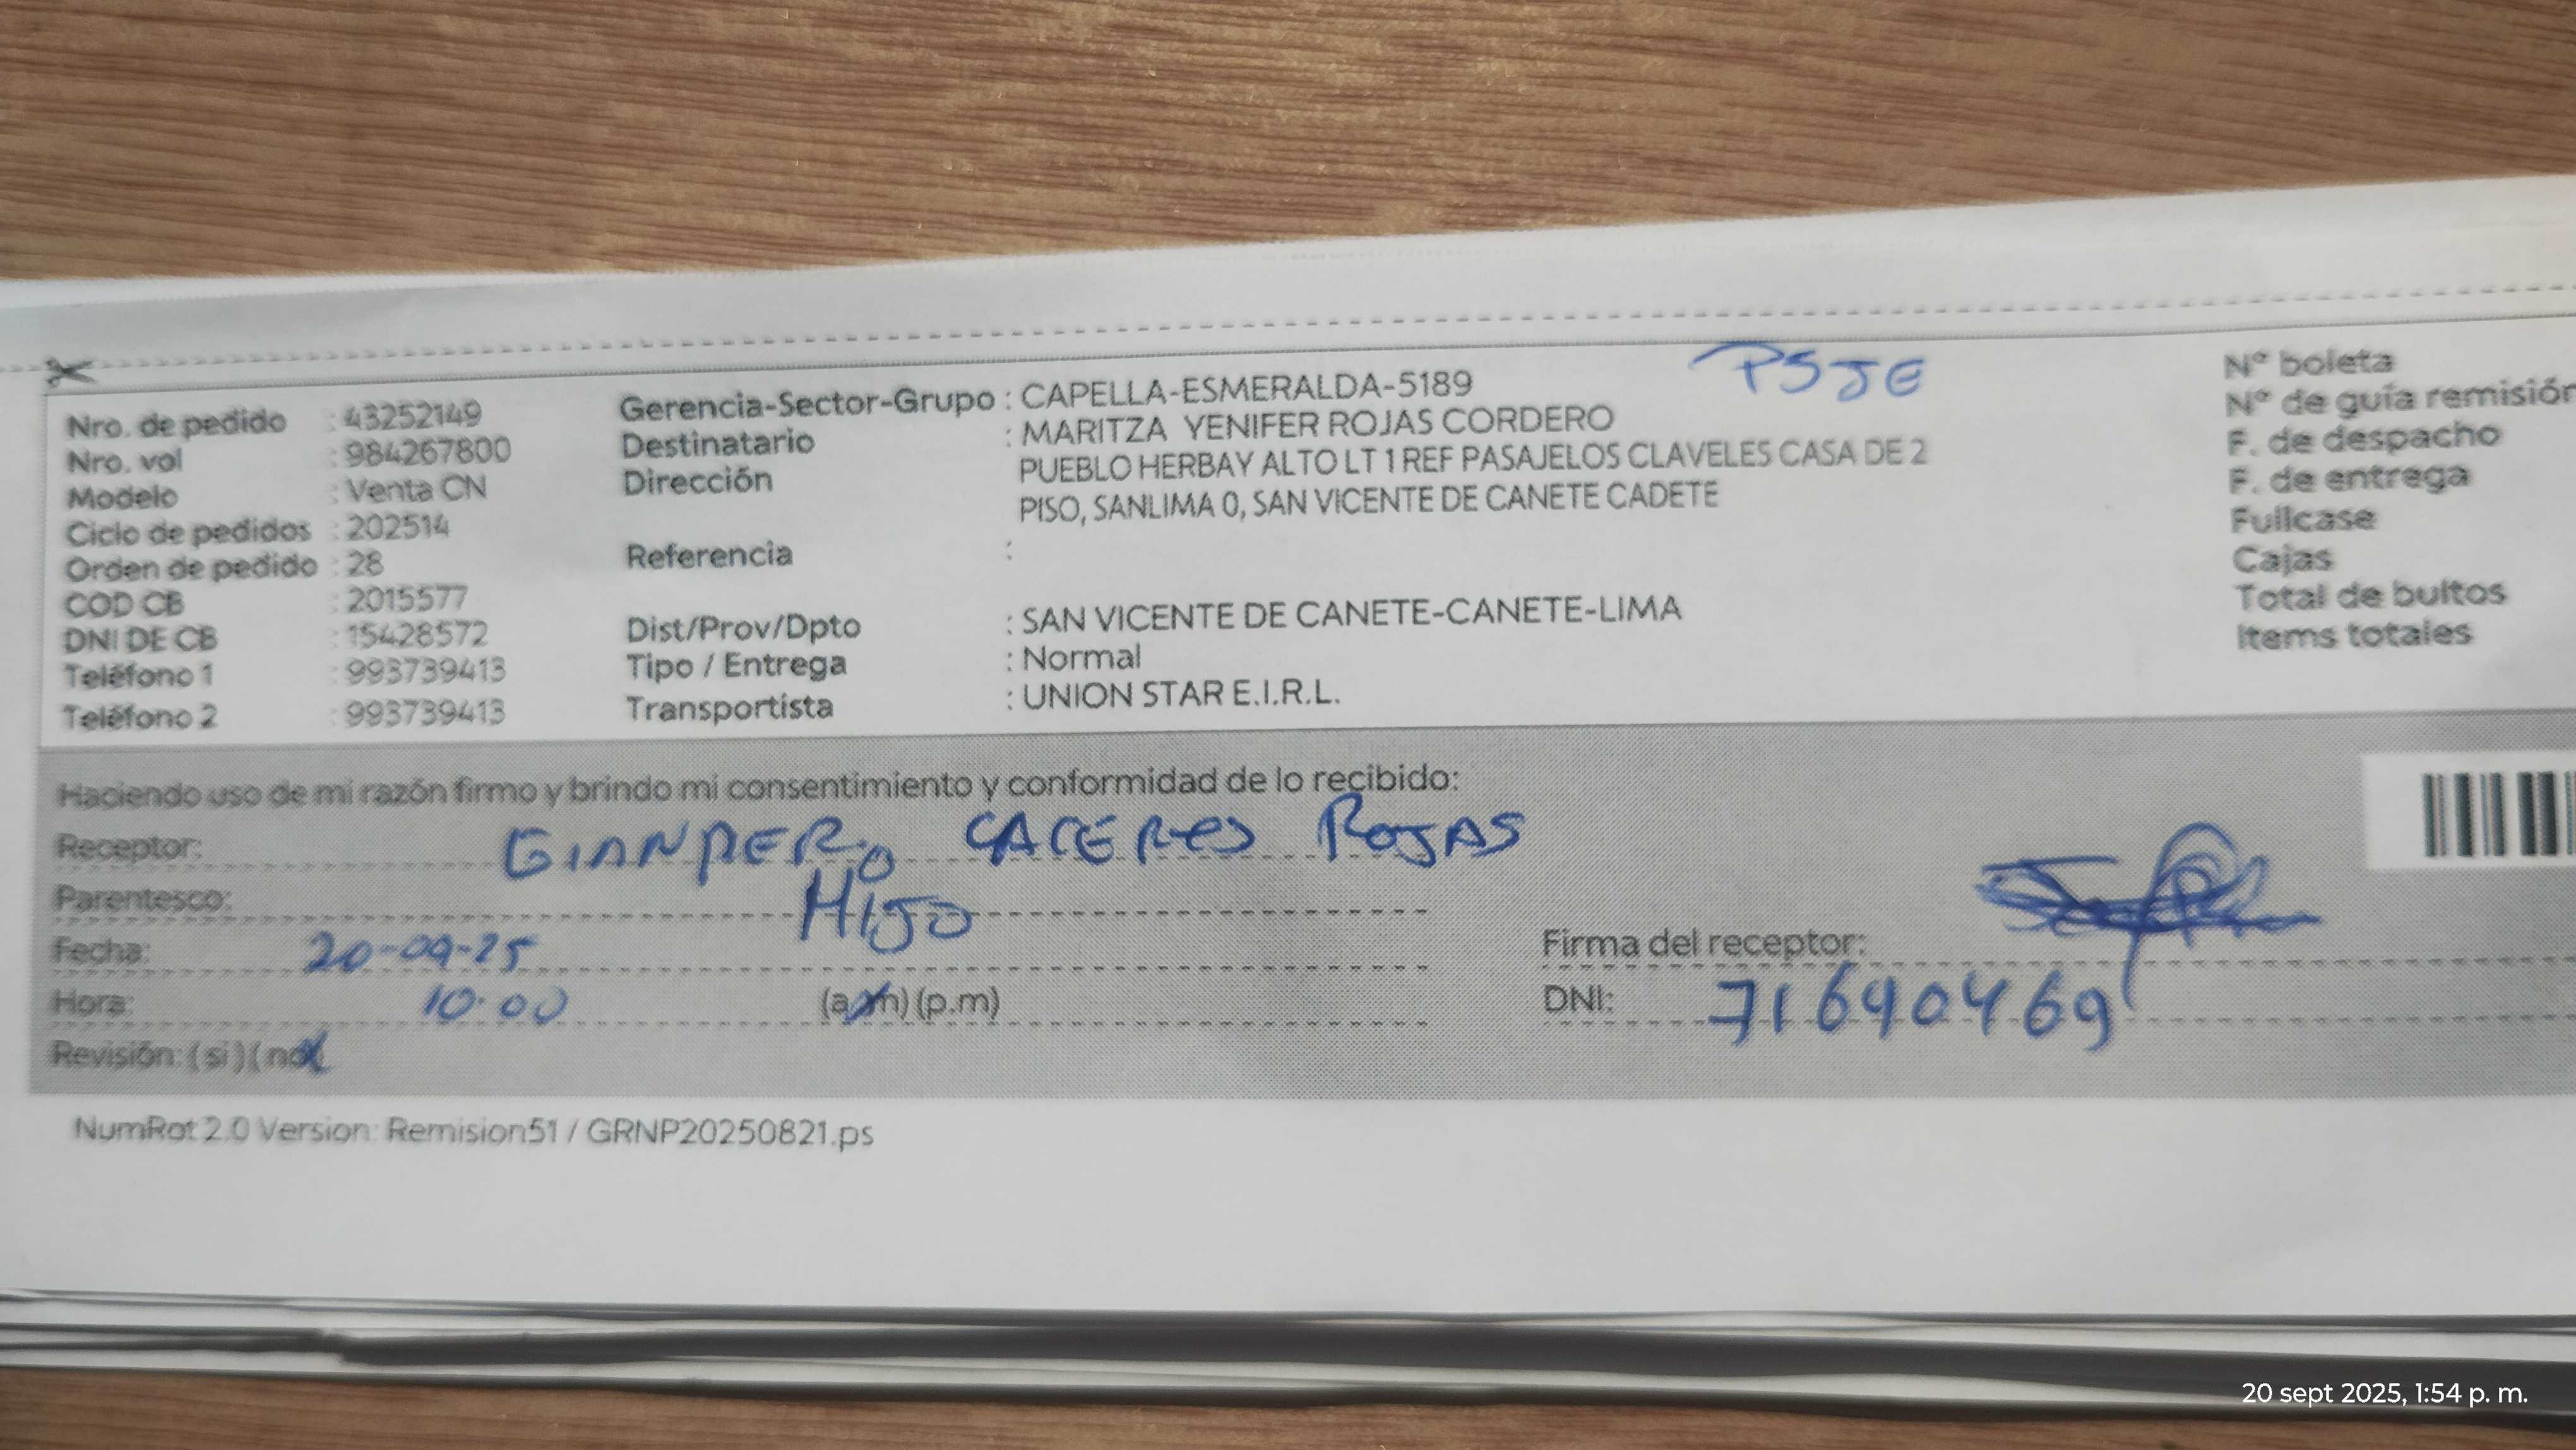 PSJE
Nro. de pedido : 43252149
Nro. vol : 984267800
Modelo : Venta CN
Ciclo de pedidos : 202514
Orden de pedido : 28
COD CB : 2015577
DNI DE CB : 15428572
Teléfono 1 : 993739413
Teléfono 2 : 993739413
Gerencia-Sector-Grupo : CAPELLA-ESMERALDA-5189
Destinatario : MARITZA YENIFER ROJAS CORDERO
Dirección PUEBLO HERBAY ALTO LT 1 REF PASAJELOS CLAVELES CASA DE 2
PISO, SANLIMA 0, SAN VICENTE DE CANETE CADETE
Referencia :
Dist/Prov/Dpto : SAN VICENTE DE CANETE-CANETE-LIMA
Tipo / Entrega : Normal
Transportista : UNION STAR E.I.R.L.
N° boleta
N° de guía remisión
F. de despacho
F. de entrega
Fullcase
Cajas
Total de bultos
Items totales
Haciendo uso de mi razón firmo y brindo mi consentimiento y conformidad de lo recibido:
Receptor: GIANPERO CACERES ROJAS
Parentesco: HIJO
Fecha: 20-09-25
Hora: 10:00 (a.m) (p.m)
Revisión: (si) (no)
Firma del receptor:
DNI: 71640469
NumRot 2.0 Version: Remision51 / GRNP20250821.ps
20 sept 2025, 1:54 p. m.